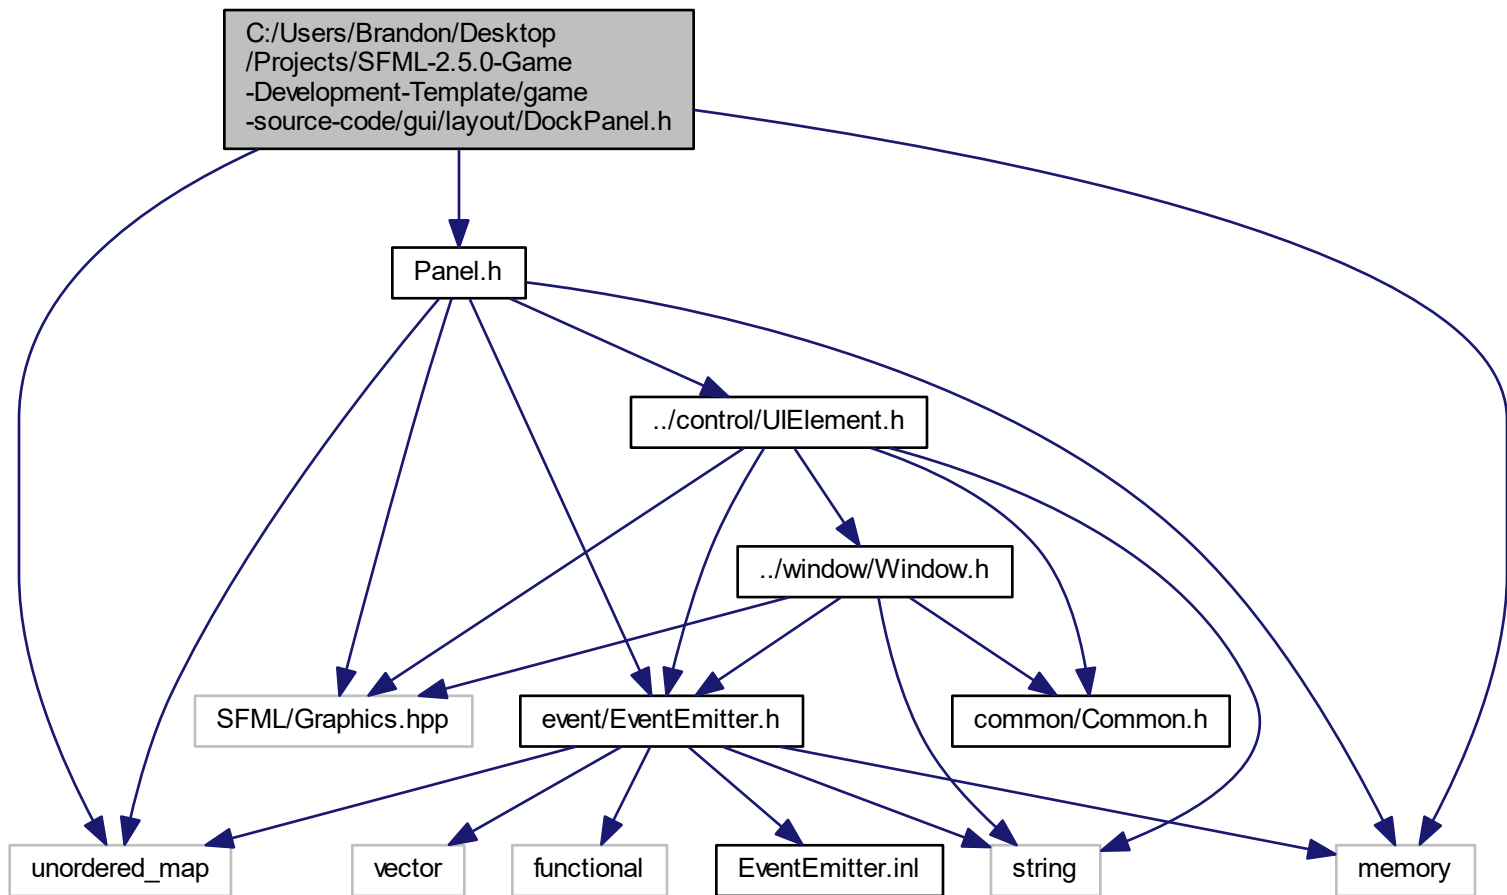 C:/Users/Brandon/Desktop
/Projects/SFML-2.5.0-Game
-Development-Template/game
-source-code/gui/layout/DockPanel.h
Panel.h
../control/UIElement.h
../window/Window.h
SFML/Graphics.hpp
event/EventEmitter.h
common/Common.h
unordered_map
vector
functional
EventEmitter.inl
string
memory